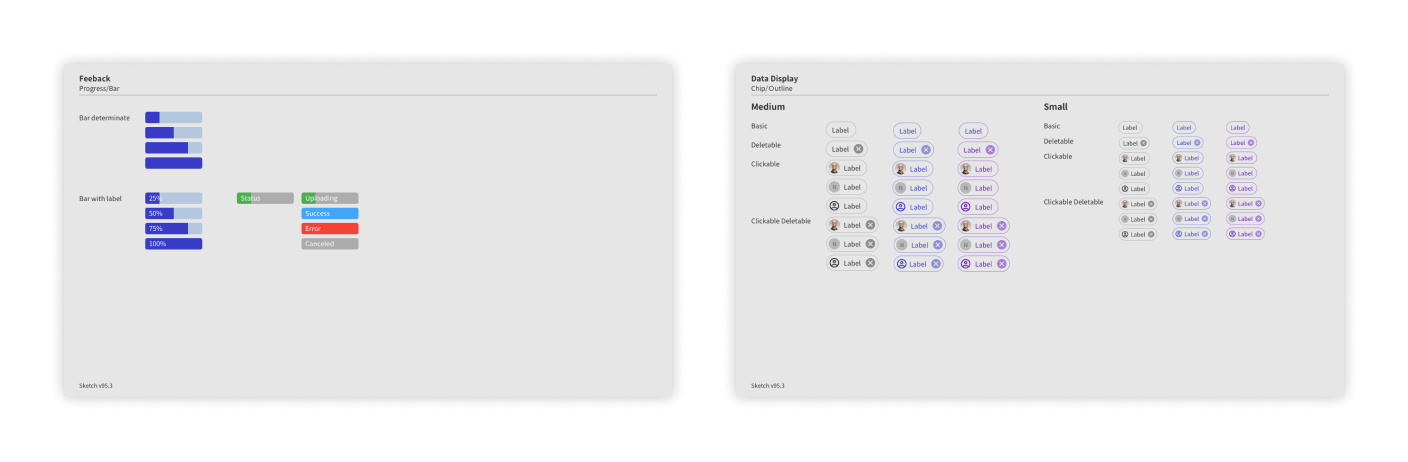 Feeback
Progress/Bar
Bar determinate
Bar with label
25%
Status
Uploading
50%
Success
75%
Error
100%
Canceled
Sketch v95.3
Data Display
Chip/Outline
Medium
Basic
Label
Label
Label
Deletable
Label
Label
Label
Clickable
Label
Label
Label
N
Label
N
Label
N
Label
Label
Label
Label
Clickable Deletable
Label
Label
Label
N
Label
N
Label
N
Label
Label
Label
Label
Small
Basic
Label
Label
Label
Deletable
Label
Label
Label
Clickable
Label
Label
Label
N
Label
N
Label
N
Label
Label
Label
Label
Clickable Deletable
Label
Label
Label
N
Label
N
Label
N
Label
Label
Label
Label
Sketch v95.3